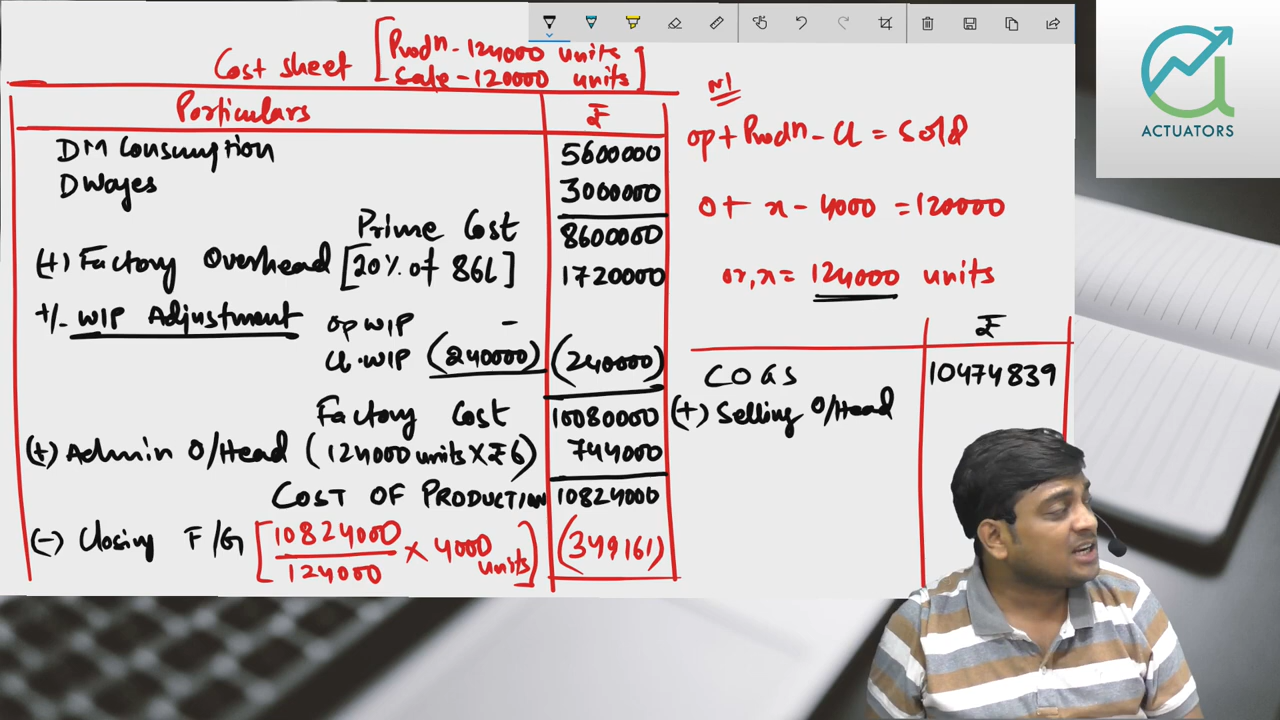 Cost sheet [Prodn - 124000 units
Sale - 120000 units]
Particulars ₹
DM Consumption 5600000
D Wages 3000000
Prime Cost 8600000
(+) Factory Overhead [20% of 86L] 1720000
+/- WIP Adjustment
op WIP -
Cl. WIP (240000) (240000)
Factory Cost 10080000
(+) Admin O/Head (124000 units × ₹6) 744000
COST OF PRODUCTION 10824000
(-) Closing F/G [10824000/124000 × 4000 units] (349161)
N1
op + Prodn - Cl = Sold
0 + x - 4000 = 120000
or, x = 124000 units
₹
COGS 10474839
(+) Selling O/Head
ACTUATORS